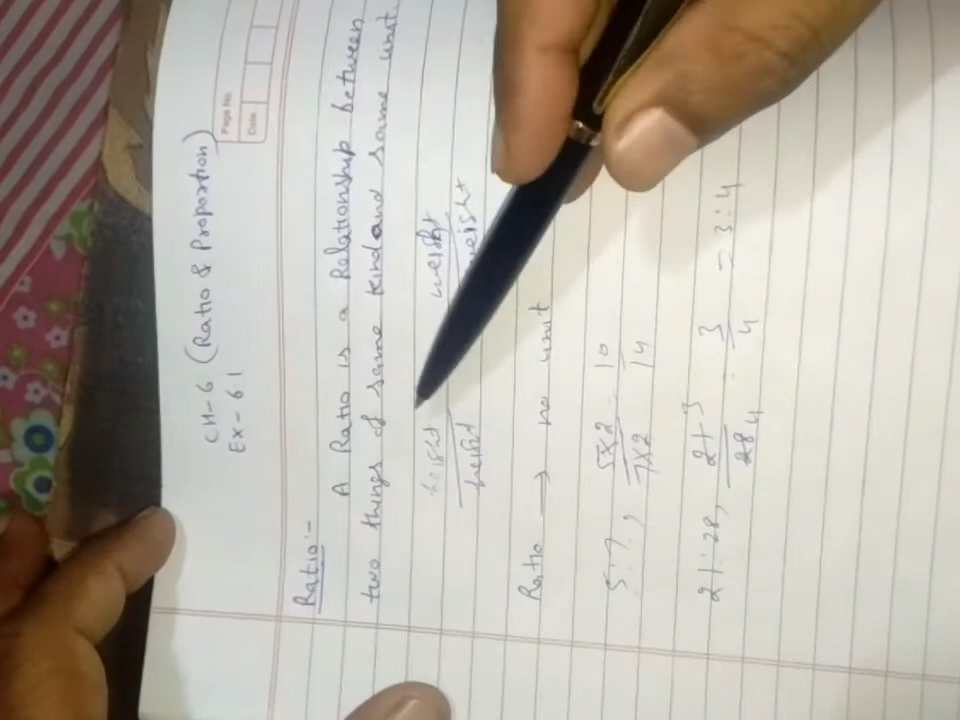 Page No.
Date
CH-6 (Ratio & Proportion)
Ex-6.1
Ratio:-
A Ratio is a Relationship between
two things of same kind and same unit.
height weight
height weight
Ratio → no unit
5:7, 5×2 = 10
7×2 14
21:28, 21 3 = 3 = 3:4
28 4 4